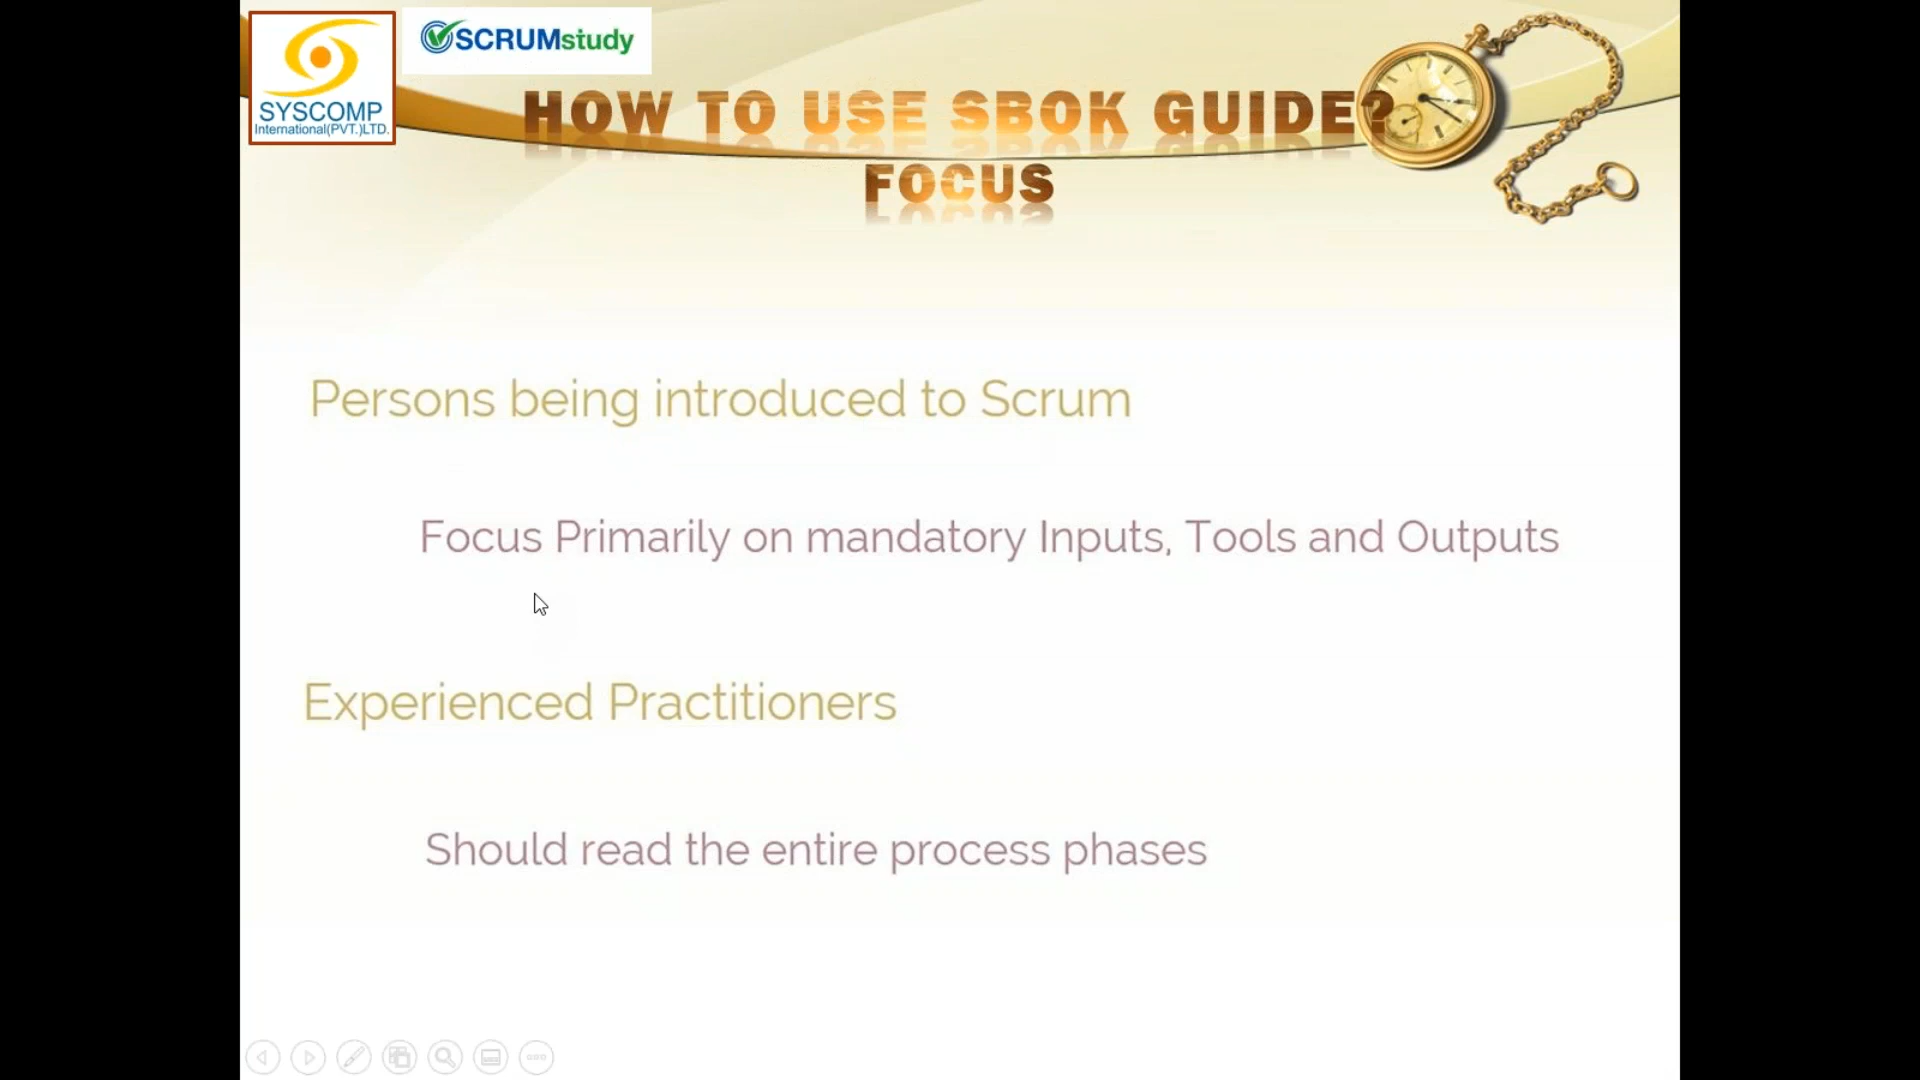 SYSCOMP
International(PVT.)LTD.
SCRUMstudy
HOW TO USE SBOK GUIDE?
FOCUS
Persons being introduced to Scrum
Focus Primarily on mandatory Inputs, Tools and Outputs
Experienced Practitioners
Should read the entire process phases